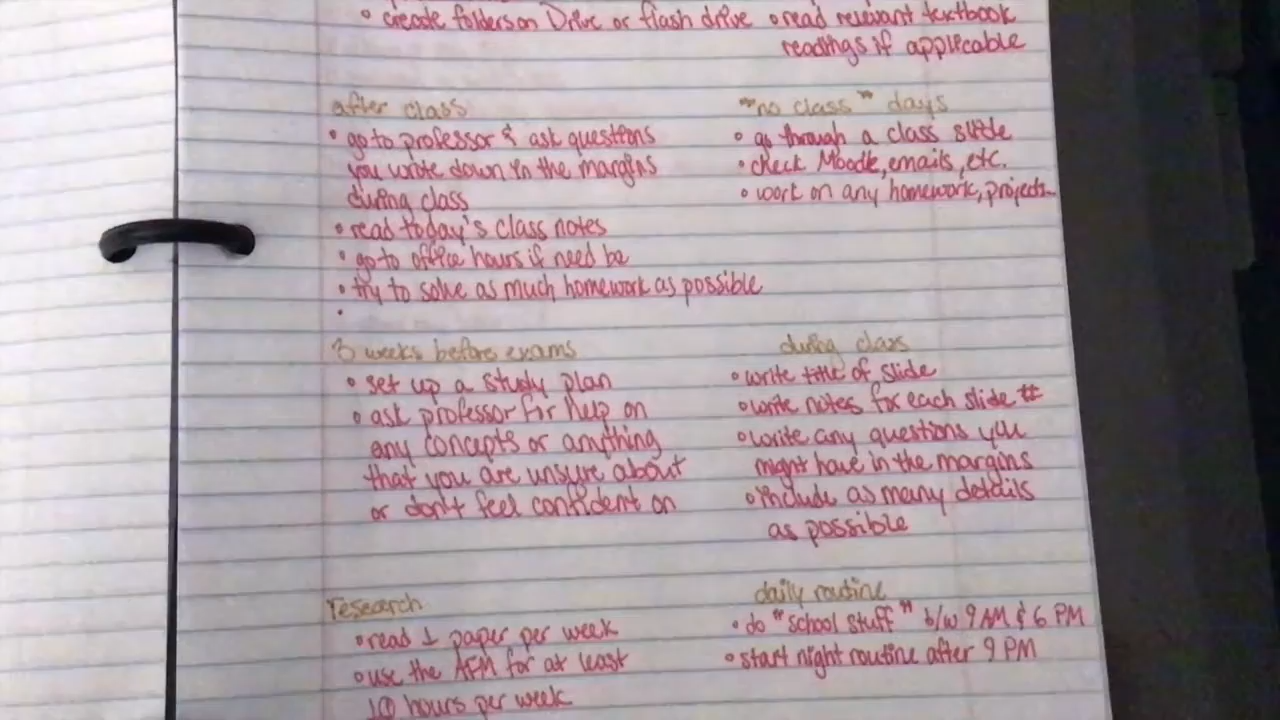 • create folders on Drive or flash drive
• read relevant textbook
readings if applicable
after class
• go to professor & ask questions
you wrote down in the margins
during class
• read today's class notes
• go to office hours if need be
• try to solve as much homework as possible
•
"no class" days
• go through a class slide
• check Moodle, emails, etc.
• work on any homework, projects
3 weeks before exams
• set up a study plan
• ask professor for help on
any concepts or anything
that you are unsure about
or don't feel confident on
during class
• write title of slide
• write notes for each slide #
• write any questions you
might have in the margins
• include as many details
as possible
research
• read 1 paper per week
• use the AFM for at least
10 hours per week
daily routine
• do "school stuff" b/w 9 AM & 6 PM
• start night routine after 9 PM